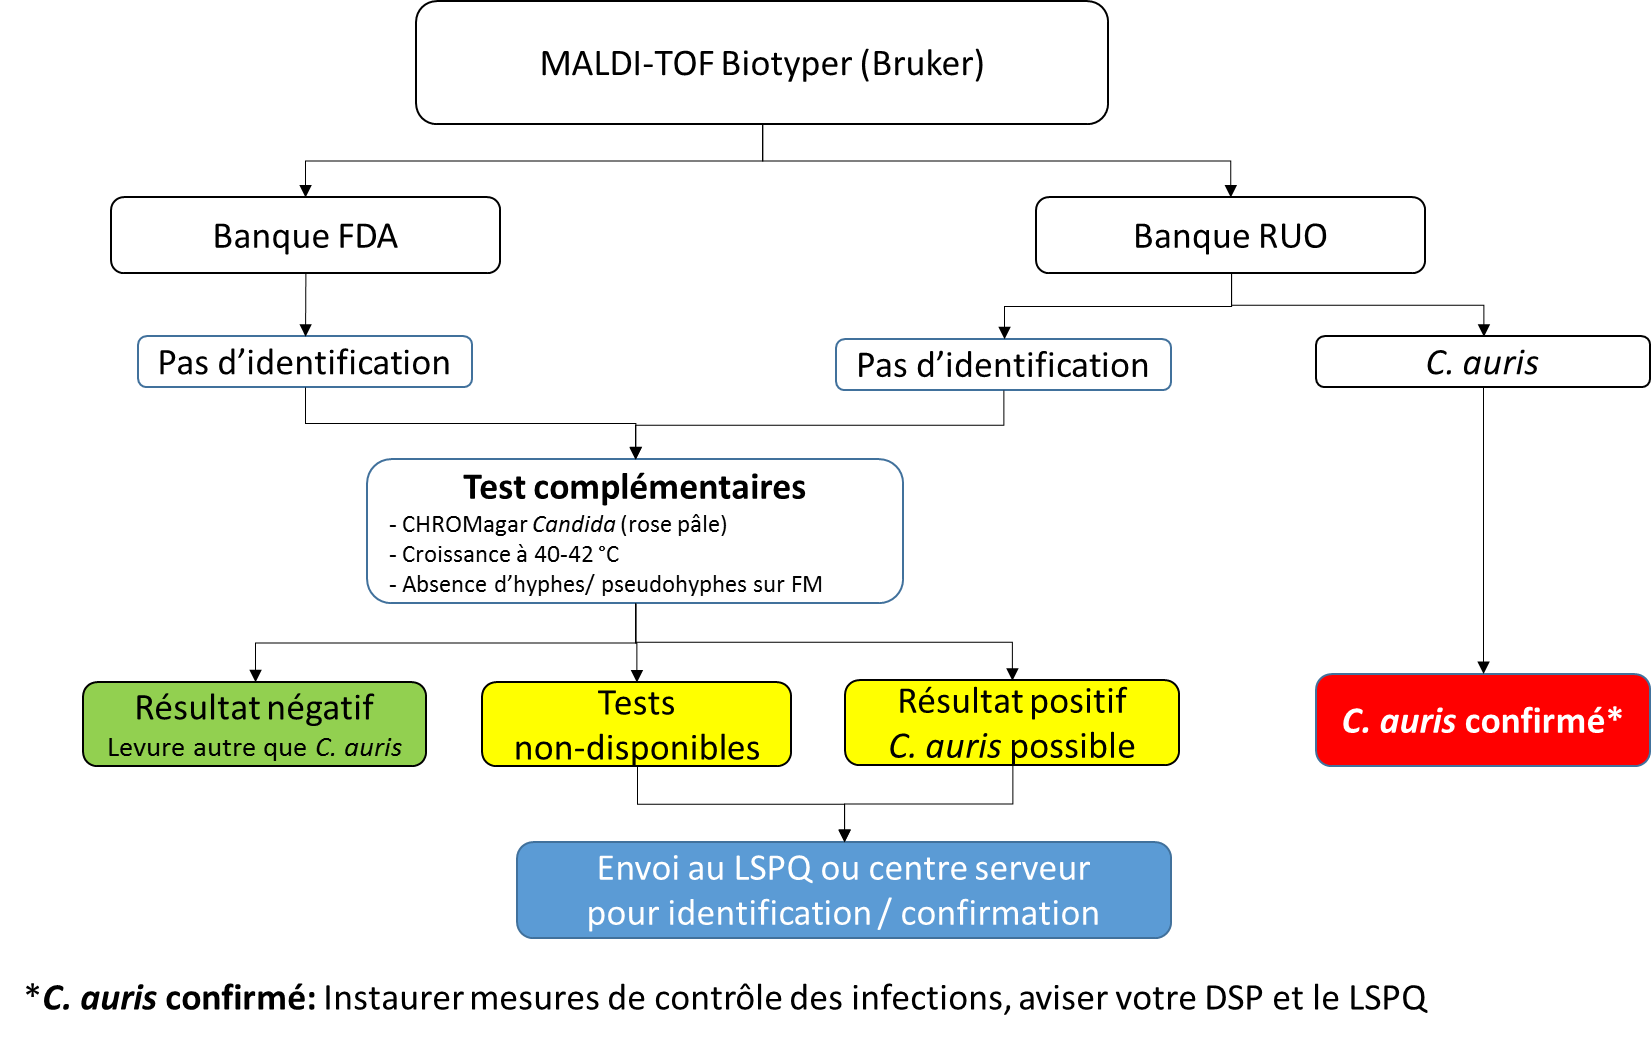 MALDI-TOF Biotyper (Bruker)
Banque FDA
Banque RUO
Pas d’identification
Pas d’identification
C. auris
Test complémentaires
- CHROMagar Candida (rose pâle)
- Croissance à 40-42 °C
- Absence d’hyphes/ pseudohyphes sur FM
Résultat négatif
Levure autre que C. auris
Tests
non-disponibles
Résultat positif
C. auris possible
C. auris confirmé*
Envoi au LSPQ ou centre serveur
pour identification / confirmation
*C. auris confirmé: Instaurer mesures de contrôle des infections, aviser votre DSP et le LSPQ